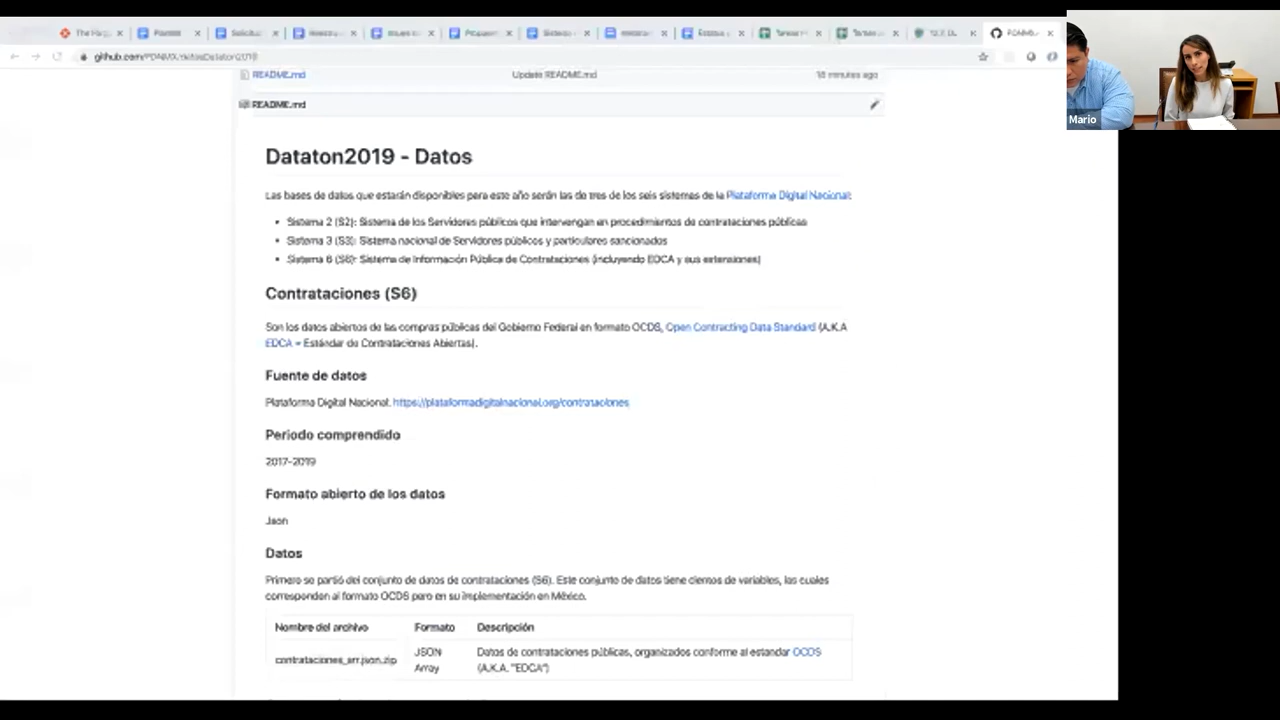 github.com/PDNMX/retosDataton2019
README.md Update README.md 18 minutes ago
README.md
Mario
Dataton2019 - Datos
Las bases de datos que estarán disponibles para este año serán las de tres de los seis sistemas de la Plataforma Digital Nacional:
• Sistema 2 (S2): Sistema de los Servidores públicos que intervengan en procedimientos de contrataciones públicas
• Sistema 3 (S3): Sistema nacional de Servidores públicos y particulares sancionados
• Sistema 6 (S6): Sistema de Información Pública de Contrataciones (incluyendo EDCA y sus extensiones)
Contrataciones (S6)
Son los datos abiertos de las compras públicas del Gobierno Federal en formato OCDS, Open Contracting Data Standard (A.K.A
EDCA = Estándar de Contrataciones Abiertas).
Fuente de datos
Plataforma Digital Nacional. https://plataformadigitalnacional.org/contrataciones
Periodo comprendido
2017-2019
Formato abierto de los datos
Json
Datos
Primero se partió del conjunto de datos de contrataciones (S6). Este conjunto de datos tiene cientos de variables, las cuales
corresponden al formato OCDS pero en su implementación en México.
Nombre del archivo Formato Descripción
contrataciones_arr.json.zip JSON Array Datos de contrataciones públicas, organizados conforme al estandar OCDS
(A.K.A. "EDCA")